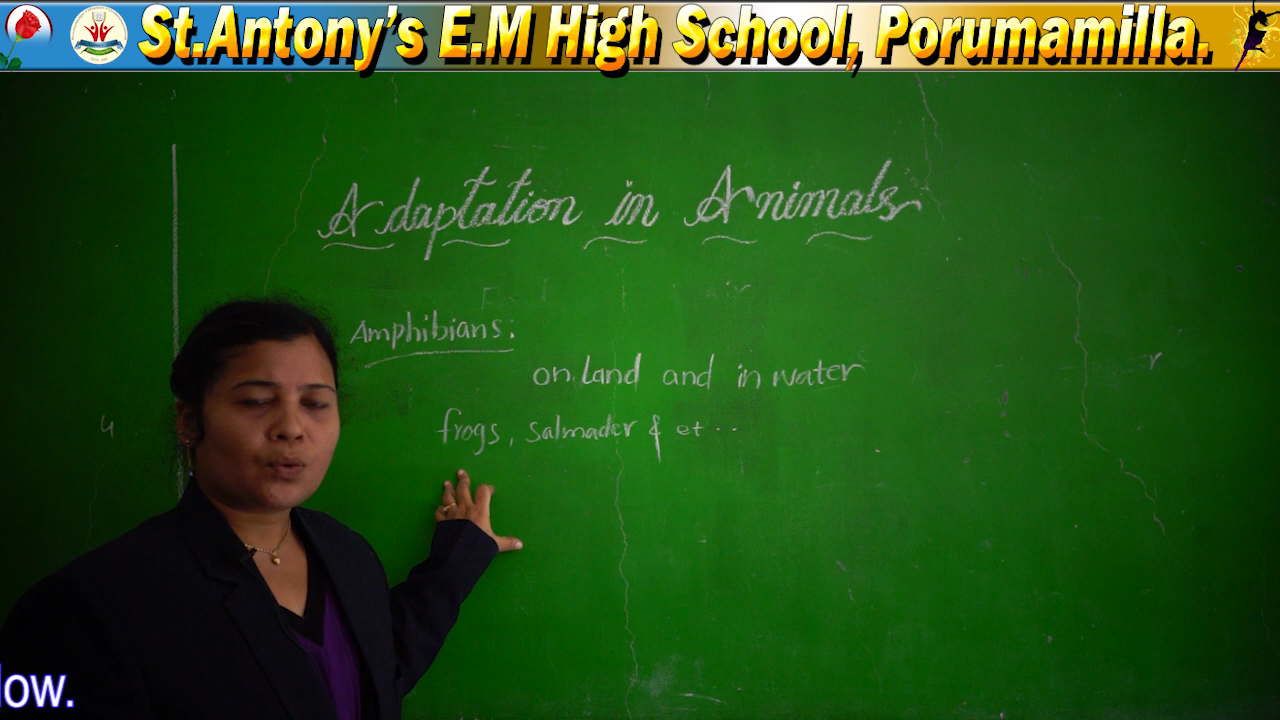 St.Antony's E.M High School, Porumamilla.
Adaptation in Animals
Amphibians:
on land and in water
frogs, Salmader & et ..
low.